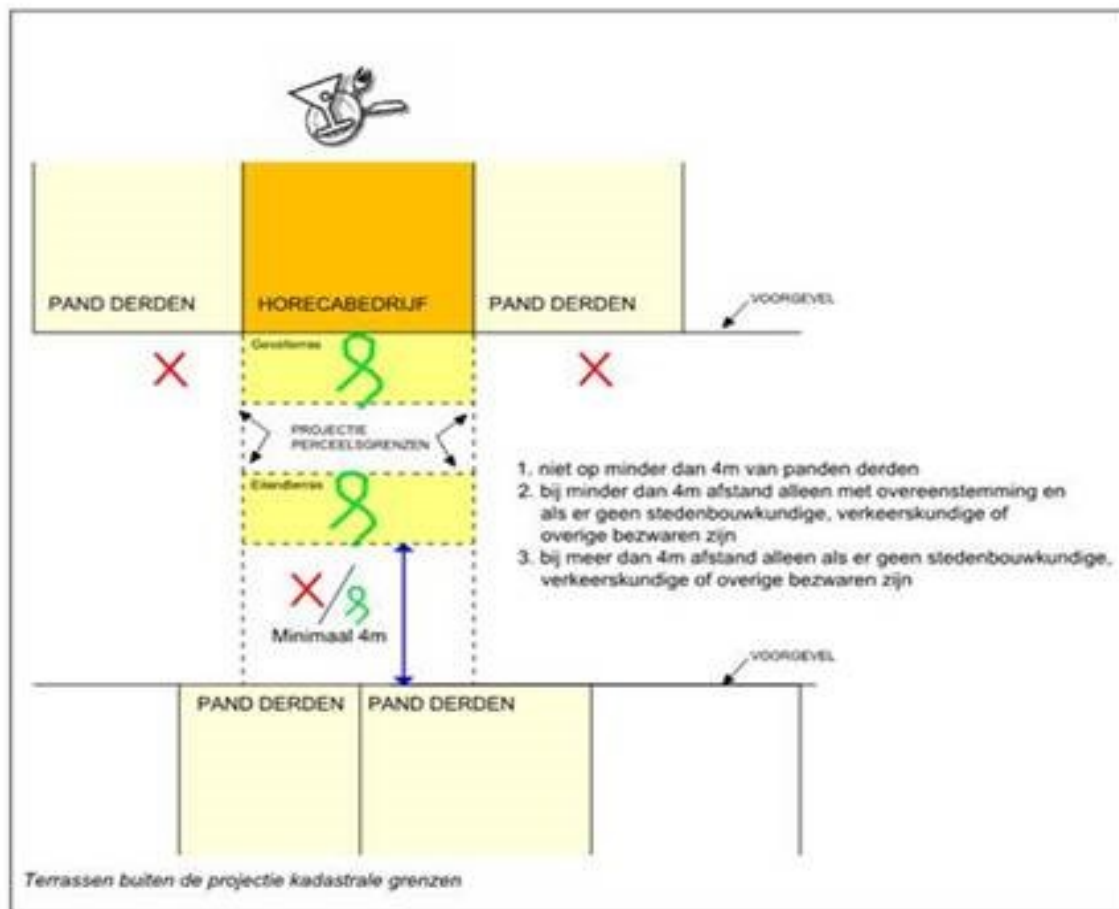 PAND DERDEN
HORECABEDRIJF
PAND DERDEN
VOORGEVEL
Gevelterras
PROJECTIE
PERCEELSGRENZEN
Eilandterras
1. niet op minder dan 4m van panden derden
2. bij minder dan 4m afstand alleen met overeenstemming en
als er geen stedenbouwkundige, verkeerskundige of
overige bezwaren zijn
3. bij meer dan 4m afstand alleen als er geen stedenbouwkundige,
verkeerskundige of overige bezwaren zijn
Minimaal 4m
VOORGEVEL
PAND DERDEN
PAND DERDEN
Terrassen buiten de projectie kadastrale grenzen